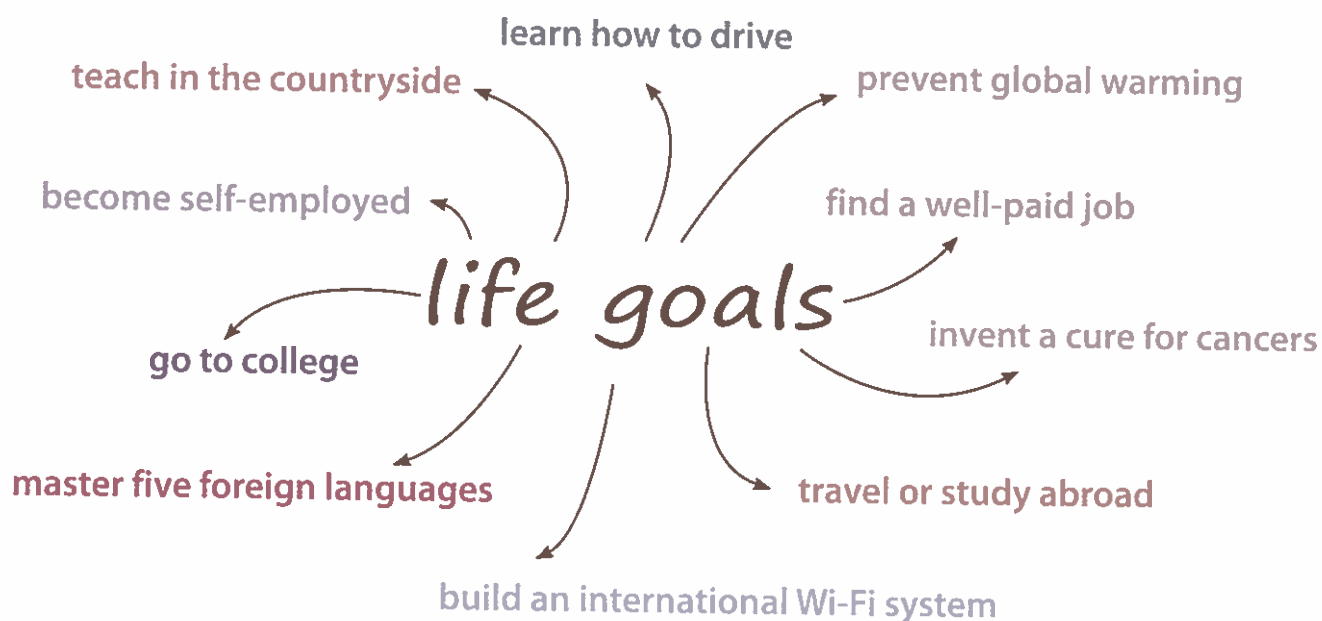 learn how to drive
teach in the countryside
prevent global warming
become self-employed
find a well-paid job
life goals
invent a cure for cancers
go to college
master five foreign languages
travel or study abroad
build an international Wi-Fi system